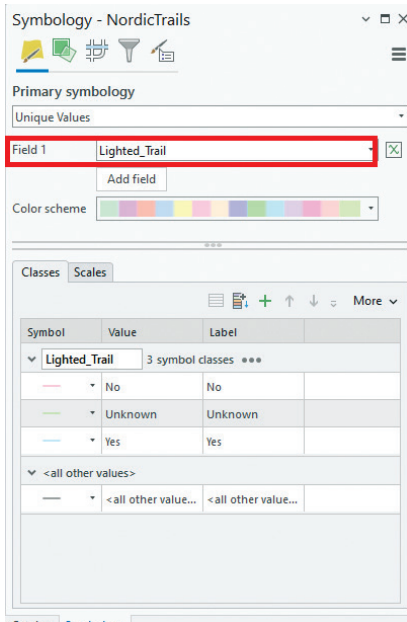 Symbology - NordicTrails
Primary symbology
Unique Values
Field 1 Lighted_Trail
Add field
Color scheme
Classes Scales
More
Symbol Value Label
Lighted_Trail 3 symbol classes
No No
Unknown Unknown
Yes Yes
<all other values>
<all other value... <all other value...